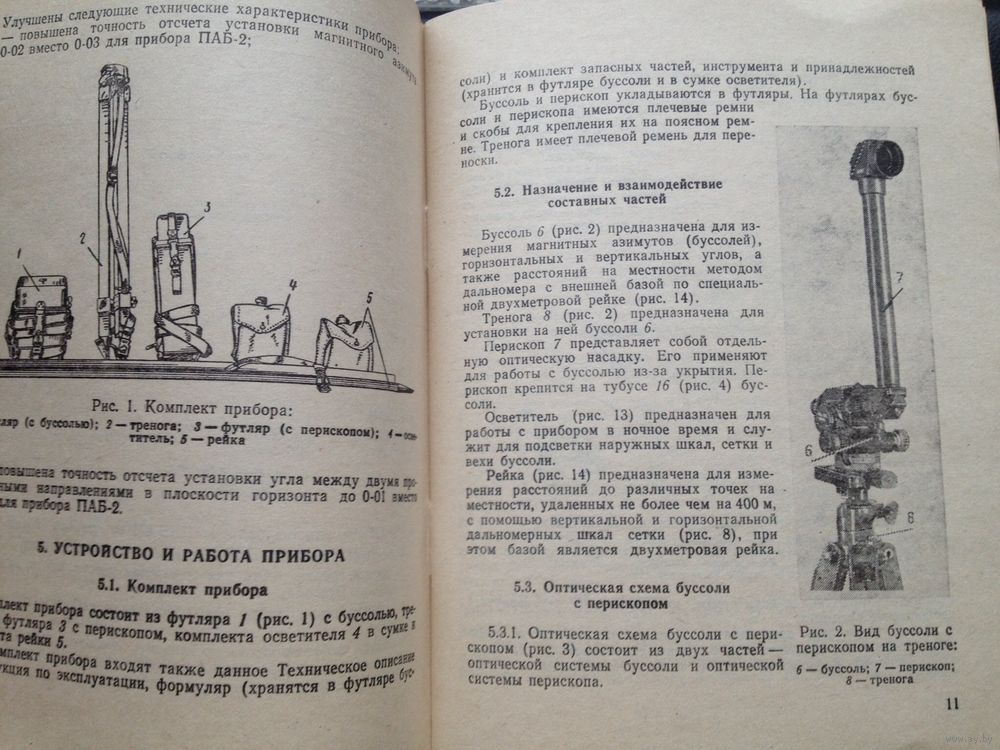 Улучшены следующие технические характеристики прибора:
— повышена точность отсчета установки магнитного азимута
0-02 вместо 0-03 для прибора ПАБ-2;
1
2
3
4
5
Рис. 1. Комплект прибора:
(с буссолью); 2 — тренога; 3 — футляр (с перископом); 4 —
5 — рейка
повышена точность отсчета установки угла между двумя
направлениями в плоскости горизонта до 0-01 вместо
для прибора ПАБ-2.
5. УСТРОЙСТВО И РАБОТА ПРИБОРА
5.1. Комплект прибора
прибора состоит из футляра 1 (рис. 1) с буссолью,
футляра 3 с перископом, комплекта осветителя 4 в сумке и
рейки 5.
прибора входят также данное Техническое описание
по эксплуатации, формуляр (хранятся в футляре бус-
соли) и комплект запасных частей, инструмента и принадлежностей
(хранится в футляре буссоли и в сумке осветителя).
Буссоль и перископ укладываются в футляры. На футлярах бус-
соли и перископа имеются плечевые ремни
и скобы для крепления их на поясном рем-
не. Тренога имеет плечевой ремень для пере-
носки.
5.2. Назначение и взаимодействие
составных частей
Буссоль 6 (рис. 2) предназначена для из-
мерения магнитных азимутов (буссолей),
горизонтальных и вертикальных углов, а
также расстояний на местности методом
дальномера с внешней базой по специаль-
ной двухметровой рейке (рис. 14).
Тренога 8 (рис. 2) предназначена для
установки на ней буссоли 6.
Перископ 7 представляет собой отдель-
ную оптическую насадку. Его применяют
для работы с буссолью из-за укрытия. Пе-
рископ крепится на тубусе 16 (рис. 4) бус-
соли.
Осветитель (рис. 13) предназначен для
работы с прибором в ночное время и слу-
жит для подсветки наружных шкал, сетки и
вехи буссоли.
Рейка (рис. 14) предназначена для изме-
рения расстояний до различных точек на
местности, удаленных не более чем на 400 м,
с помощью вертикальной и горизонтальной
дальномерных шкал сетки (рис. 8), при
этом базой является двухметровая рейка.
5.3. Оптическая схема буссоли
с перископом
5.3.1. Оптическая схема буссоли с пери-
скопом (рис. 3) состоит из двух частей —
оптической системы буссоли и оптической
системы перископа.
7
6
8
Рис. 2. Вид буссоли с
перископом на треноге:
6 — буссоль; 7 — перископ;
8 — тренога
11
www.ay.by